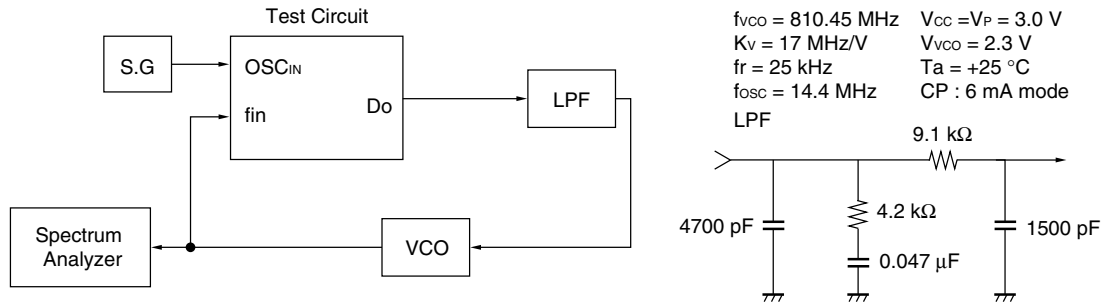 Test Circuit
S.G
OSCIN
fin
Do
LPF
VCO
Spectrum
Analyzer
fVCO = 810.45 MHz VCC =VP = 3.0 V
KV = 17 MHz/V VVCO = 2.3 V
fr = 25 kHz Ta = +25 °C
fOSC = 14.4 MHz CP : 6 mA mode
LPF
9.1 kΩ
4700 pF
4.2 kΩ
1500 pF
0.047 μF